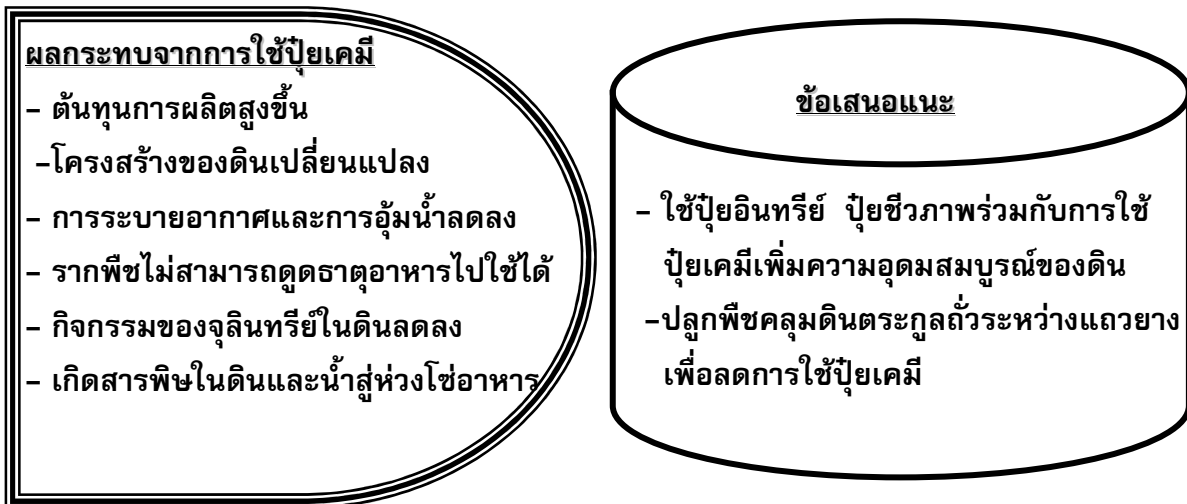 ผลกระทบจากการใช้ปุ๋ยเคมี
- ต้นทุนการผลิตสูงขึ้น
-โครงสร้างของดินเปลี่ยนแปลง
- การระบายอากาศและการอุ้มน้ำลดลง
- รากพืชไม่สามารถดูดธาตุอาหารไปใช้ได้
- กิจกรรมของจุลินทรีย์ในดินลดลง
- เกิดสารพิษในดินและน้ำสู่ห่วงโซ่อาหาร
ข้อเสนอแนะ
- ใช้ปุ๋ยอินทรีย์ ปุ๋ยชีวภาพร่วมกับการใช้
ปุ๋ยเคมีเพิ่มความอุดมสมบูรณ์ของดิน
-ปลูกพืชคลุมดินตระกูลถั่วระหว่างแถวยาง
เพื่อลดการใช้ปุ๋ยเคมี